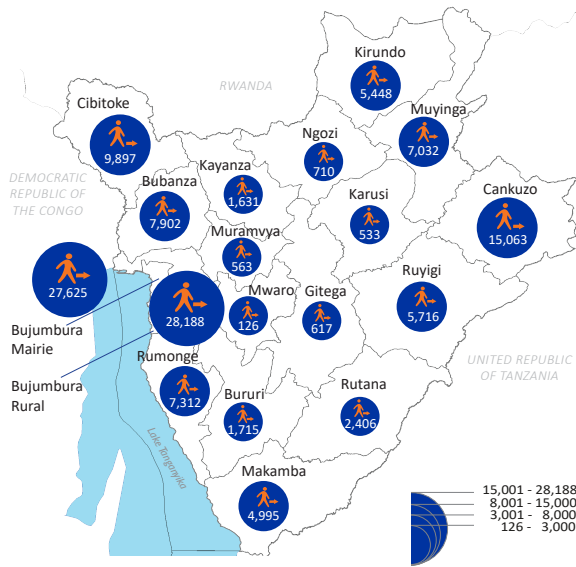 Kirundo
5,448
RWANDA
Cibitoke
9,897
Muyinga
7,032
Ngozi
710
DEMOCRATIC
REPUBLIC OF
THE CONGO
Kayanza
1,631
Bubanza
7,902
Karusi
533
Cankuzo
15,063
Muramvya
563
27,625
Bujumbura
Mairie
28,188
Bujumbura
Rural
Mwaro
126
Gitega
617
Ruyigi
5,716
UNITED REPUBLIC
OF TANZANIA
Rumonge
7,312
Bururi
1,715
Rutana
2,406
Lake Tanganyika
Makamba
4,995
15,001 - 28,188
8,001 - 15,000
3,001 - 8,000
126 - 3,000